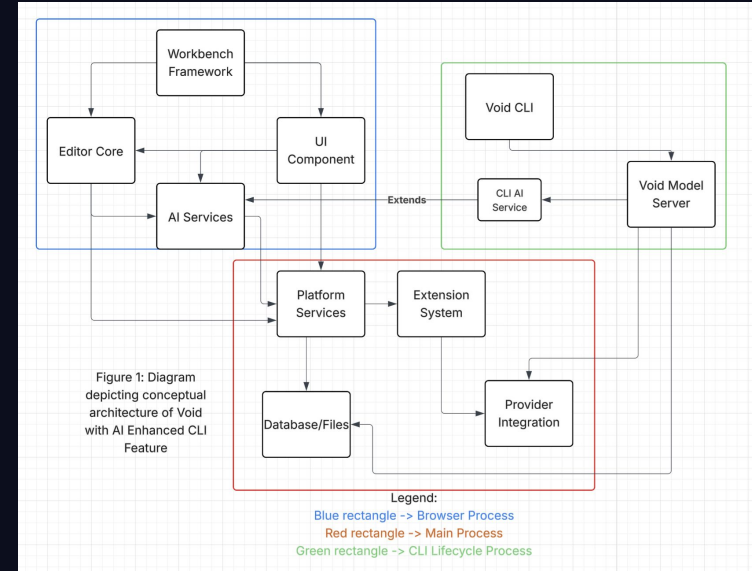 Workbench
Framework
Editor Core
UI
Component
AI Services
Void CLI
Extends
CLI AI
Service
Void Model
Server
Platform
Services
Extension
System
Database/Files
Provider
Integration
Figure 1: Diagram
depicting conceptual
architecture of Void
with AI Enhanced CLI
Feature
Legend:
Blue rectangle -> Browser Process
Red rectangle -> Main Process
Green rectangle -> CLI Lifecycle Process